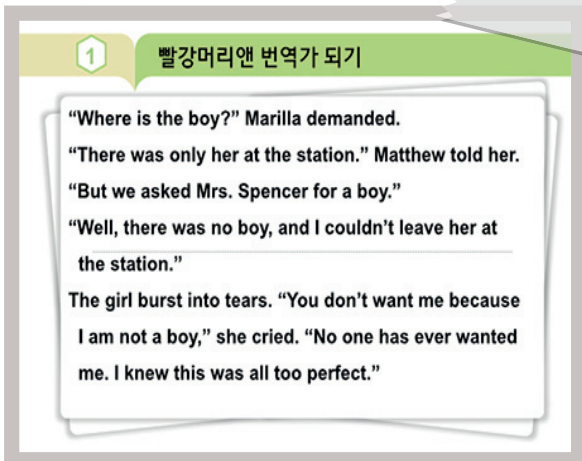 1
빨강머리앤 번역가 되기
“Where is the boy?” Marilla demanded.
“There was only her at the station.” Matthew told her.
“But we asked Mrs. Spencer for a boy.”
“Well, there was no boy, and I couldn’t leave her at
the station.”
The girl burst into tears. “You don’t want me because
I am not a boy,” she cried. “No one has ever wanted
me. I knew this was all too perfect.”